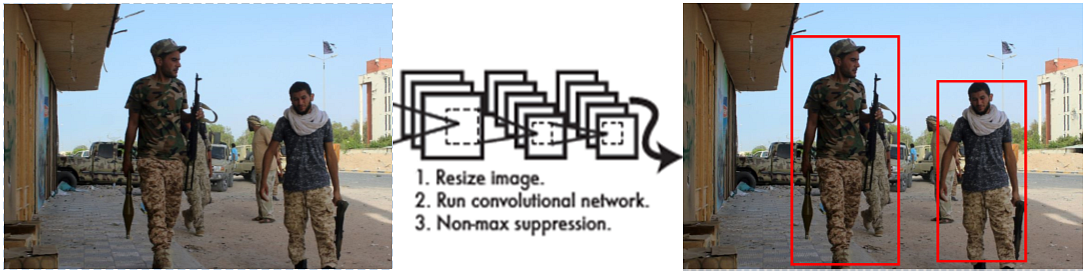 1. Resize image.
2. Run convolutional network.
3. Non-max suppression.